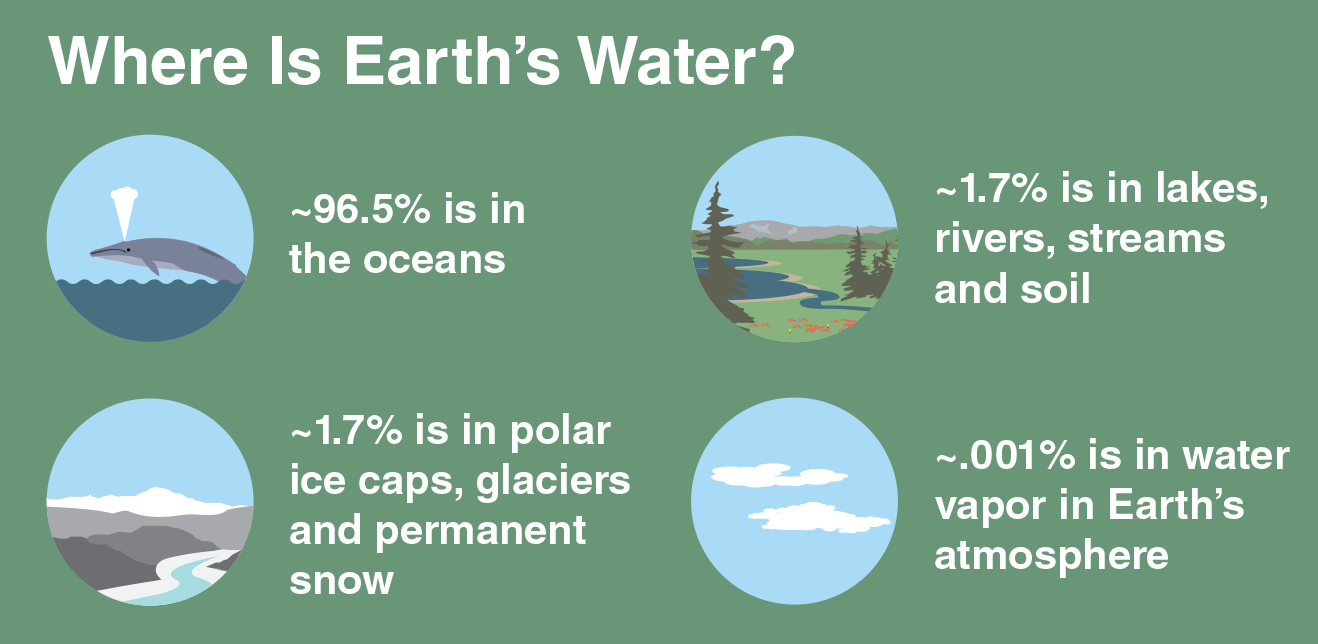 Where Is Earth’s Water?
~96.5% is in
the oceans
~1.7% is in lakes,
rivers, streams
and soil
~1.7% is in polar
ice caps, glaciers
and permanent
snow
~.001% is in water
vapor in Earth’s
atmosphere